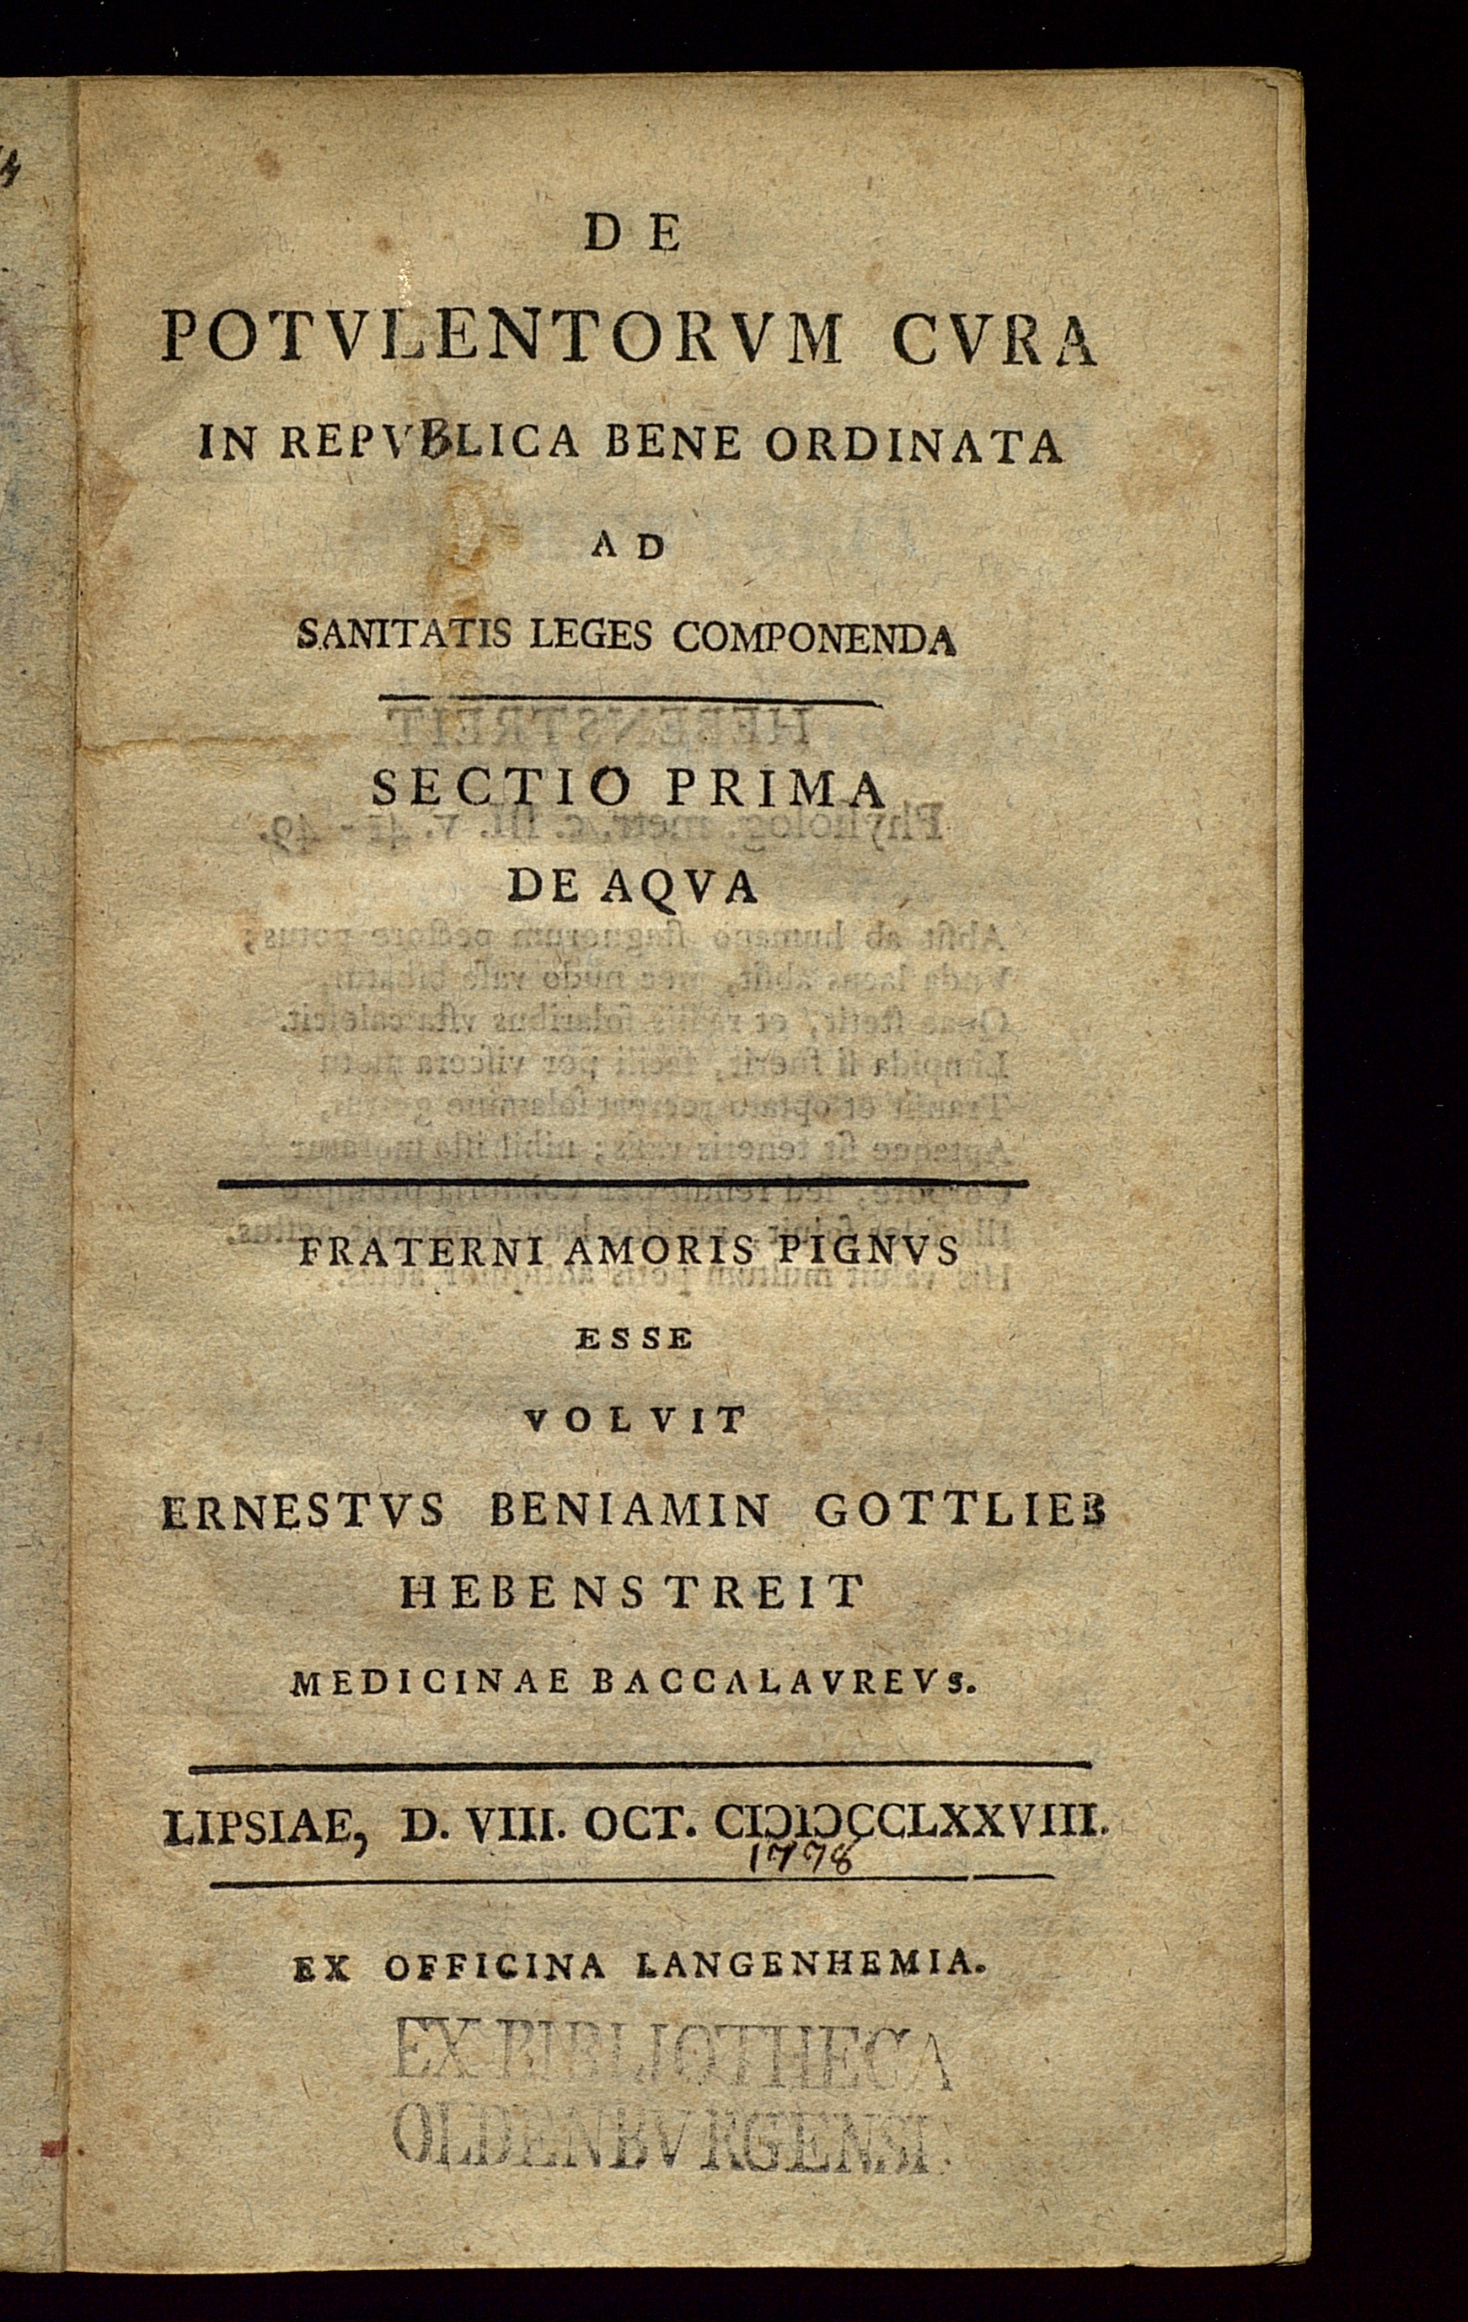 DE
POTVLENTORVM CVRA
IN REPVBLICA BENE ORDINATA
AD
SANITATIS LEGES COMPONENDA
SECTIO PRIMA
DE AQVA
FRATERNI AMORIS PIGNVS
ESSE
VOLVIT
ERNESTVS BENIAMIN GOTTLIEB
HEBENSTREIT
MEDICINAE BACCALAVREVS.
LIPSIAE, D. VIII. OCT. CIƆIƆCCLXXVIII.
1778
EX OFFICINA LANGENHEMIA.
EX BIBLIOTHECA
OLDENBVRGENSI.